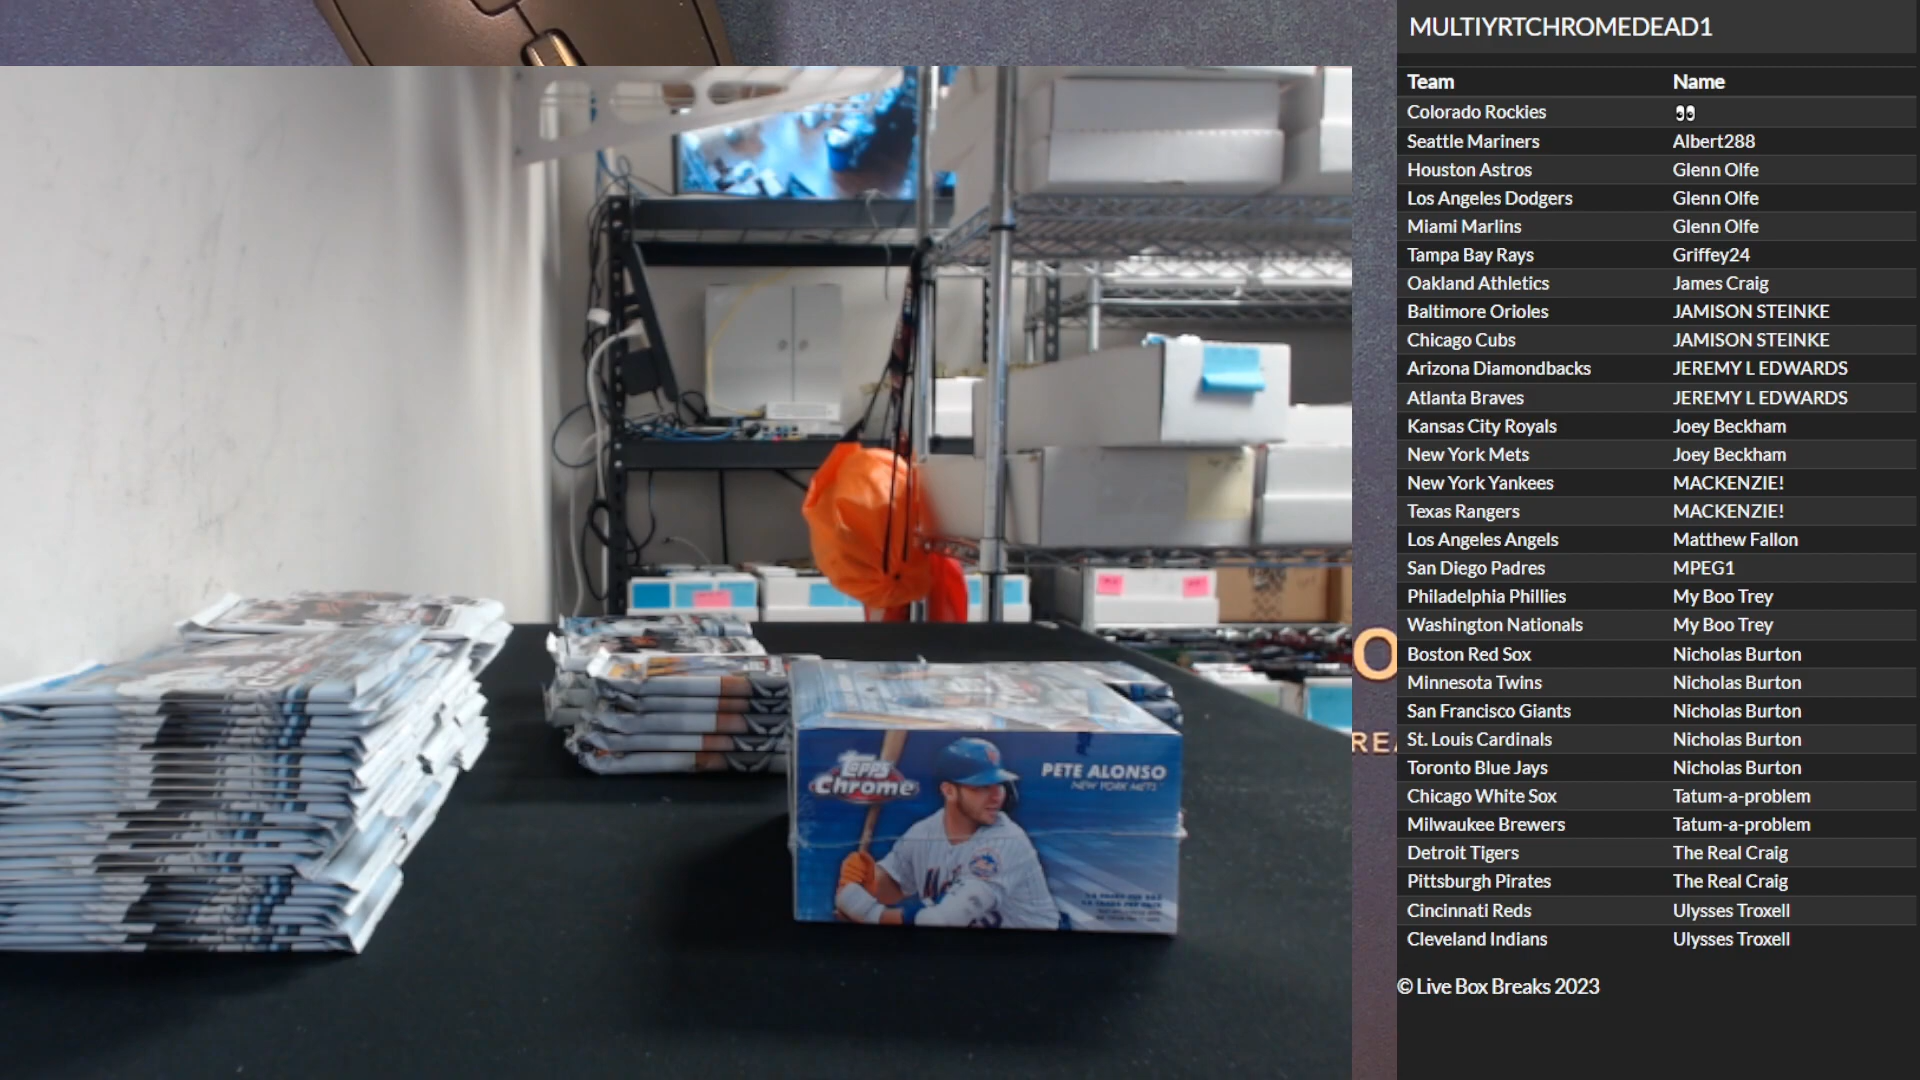 MULTIYRTCHROMEDEAD1
Team Name
Colorado Rockies 👀
Seattle Mariners Albert288
Houston Astros Glenn Olfe
Los Angeles Dodgers Glenn Olfe
Miami Marlins Glenn Olfe
Tampa Bay Rays Griffey24
Oakland Athletics James Craig
Baltimore Orioles JAMISON STEINKE
Chicago Cubs JAMISON STEINKE
Arizona Diamondbacks JEREMY L EDWARDS
Atlanta Braves JEREMY L EDWARDS
Kansas City Royals Joey Beckham
New York Mets Joey Beckham
New York Yankees MACKENZIE!
Texas Rangers MACKENZIE!
Los Angeles Angels Matthew Fallon
San Diego Padres MPEG1
Philadelphia Phillies My Boo Trey
Washington Nationals My Boo Trey
Boston Red Sox Nicholas Burton
Minnesota Twins Nicholas Burton
San Francisco Giants Nicholas Burton
St. Louis Cardinals Nicholas Burton
Toronto Blue Jays Nicholas Burton
Chicago White Sox Tatum-a-problem
Milwaukee Brewers Tatum-a-problem
Detroit Tigers The Real Craig
Pittsburgh Pirates The Real Craig
Cincinnati Reds Ulysses Troxell
Cleveland Indians Ulysses Troxell
© Live Box Breaks 2023
Topps
Chrome
PETE ALONSO
NEW YORK METS
Mets
O
REA